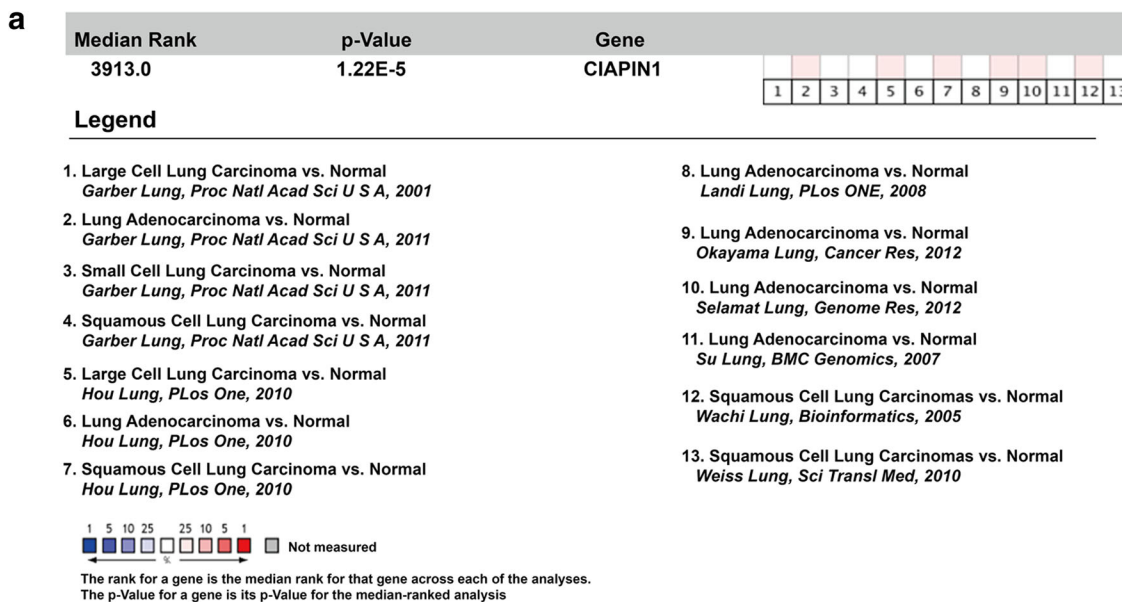 a
Median Rank p-Value Gene
3913.0 1.22E-5 CIAPIN1
1 2 3 4 5 6 7 8 9 10 11 12 13
Legend
1. Large Cell Lung Carcinoma vs. Normal
Garber Lung, Proc Natl Acad Sci U S A, 2001
2. Lung Adenocarcinoma vs. Normal
Garber Lung, Proc Natl Acad Sci U S A, 2011
3. Small Cell Lung Carcinoma vs. Normal
Garber Lung, Proc Natl Acad Sci U S A, 2011
4. Squamous Cell Lung Carcinoma vs. Normal
Garber Lung, Proc Natl Acad Sci U S A, 2011
5. Large Cell Lung Carcinoma vs. Normal
Hou Lung, PLos One, 2010
6. Lung Adenocarcinoma vs. Normal
Hou Lung, PLos One, 2010
7. Squamous Cell Lung Carcinoma vs. Normal
Hou Lung, PLos One, 2010
8. Lung Adenocarcinoma vs. Normal
Landi Lung, PLos ONE, 2008
9. Lung Adenocarcinoma vs. Normal
Okayama Lung, Cancer Res, 2012
10. Lung Adenocarcinoma vs. Normal
Selamat Lung, Genome Res, 2012
11. Lung Adenocarcinoma vs. Normal
Su Lung, BMC Genomics, 2007
12. Squamous Cell Lung Carcinomas vs. Normal
Wachi Lung, Bioinformatics, 2005
13. Squamous Cell Lung Carcomas vs. Normal
Weiss Lung, Sci Transl Med, 2010
1 5 10 25 25 10 5 1
Not measured
%
The rank for a gene is the median rank for that gene across each of the analyses.
The p-Value for a gene is its p-Value for the median-ranked analysis